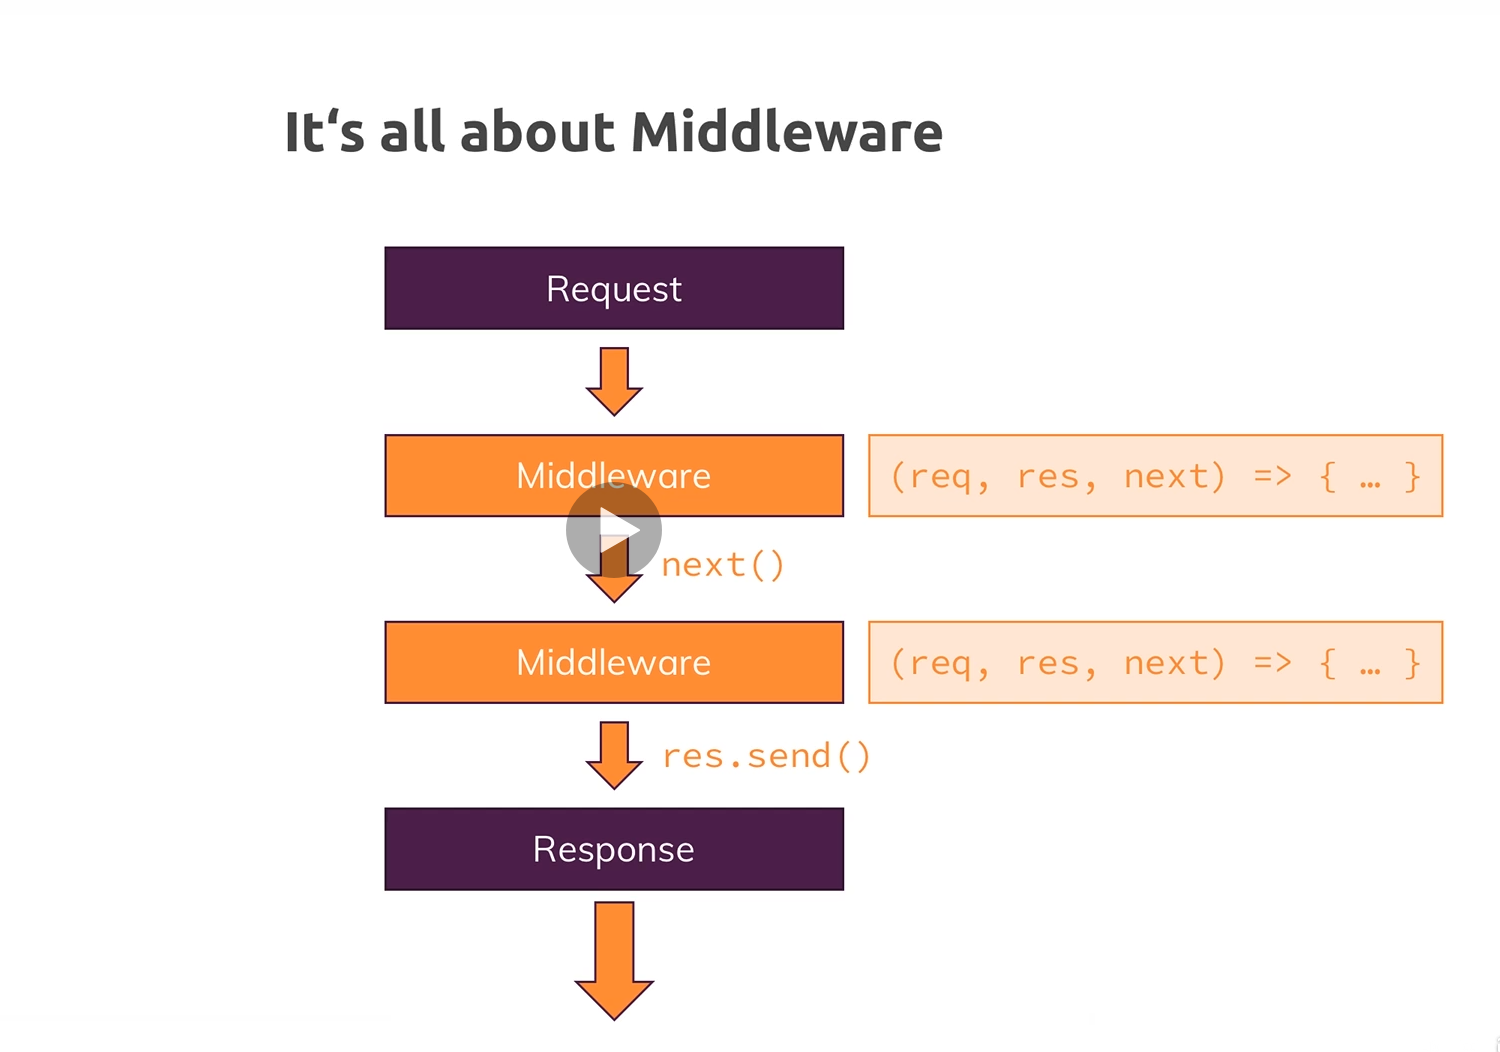 It‘s all about Middleware
Request
Middleware
(req, res, next) => { … }
next()
Middleware
(req, res, next) => { … }
res.send()
Response